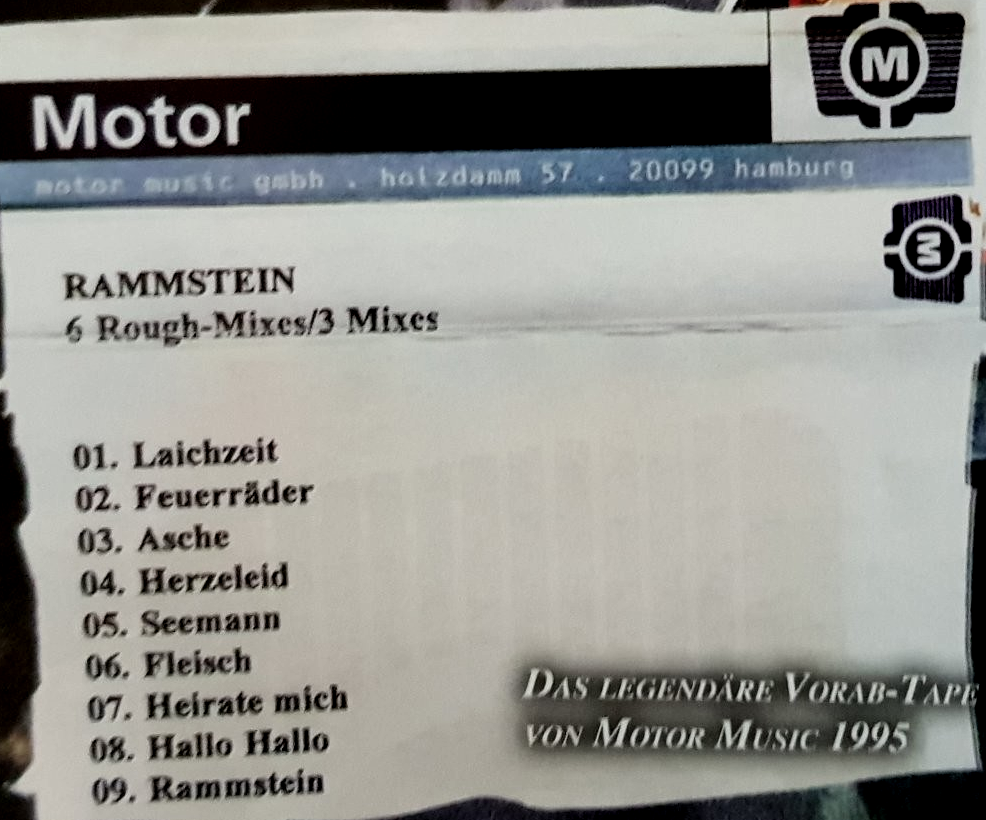 M
Motor
motor music gmbh . holzdamm 57 . 20099 hamburg
M
RAMMSTEIN
6 Rough-Mixes/3 Mixes
01. Laichzeit
02. Feuerräder
03. Asche
04. Herzeleid
05. Seemann
06. Fleisch
07. Heirate mich
08. Hallo Hallo
09. Rammstein
DAS LEGENDÄRE VORAB-TAPE
VON MOTOR MUSIC 1995